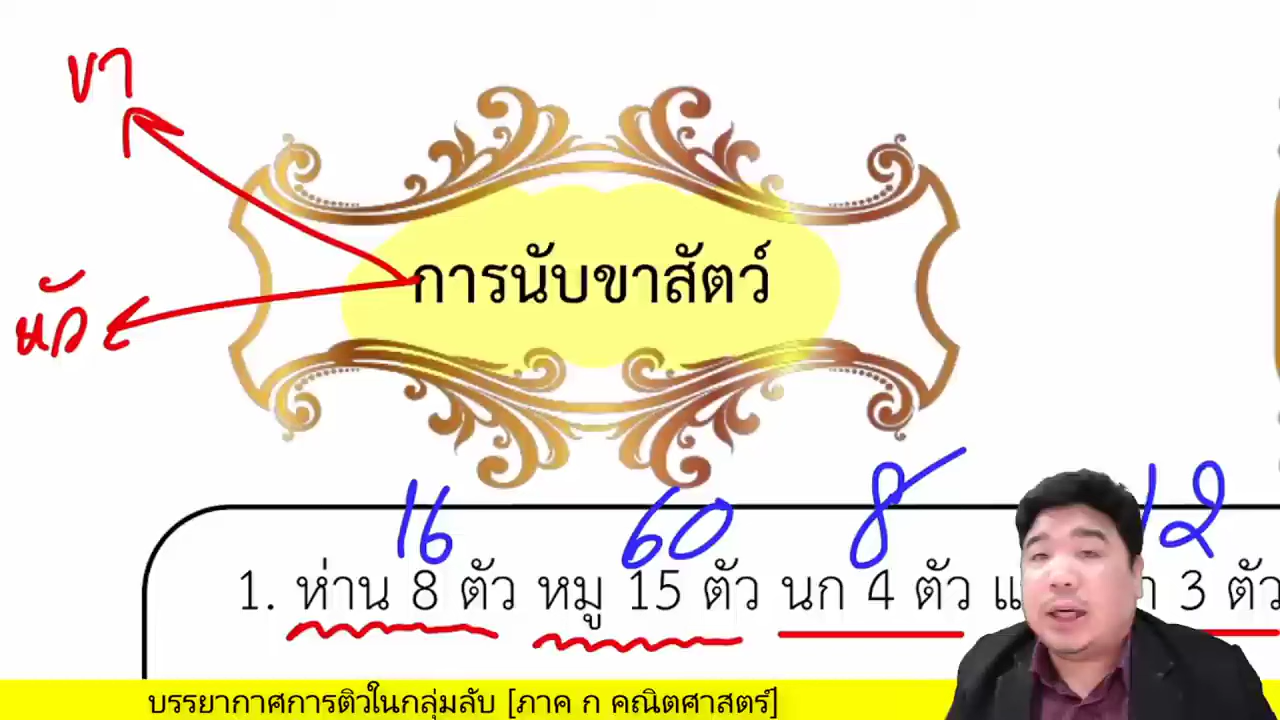 ขา
การนับขาสัตว์
หัว
16 60 8 12
1. ห่าน 8 ตัว หมู 15 ตัว นก 4 ตัว 3 ตัว
บรรยากาศการติวในกลุ่มลับ [ภาค ก คณิตศาสตร์]